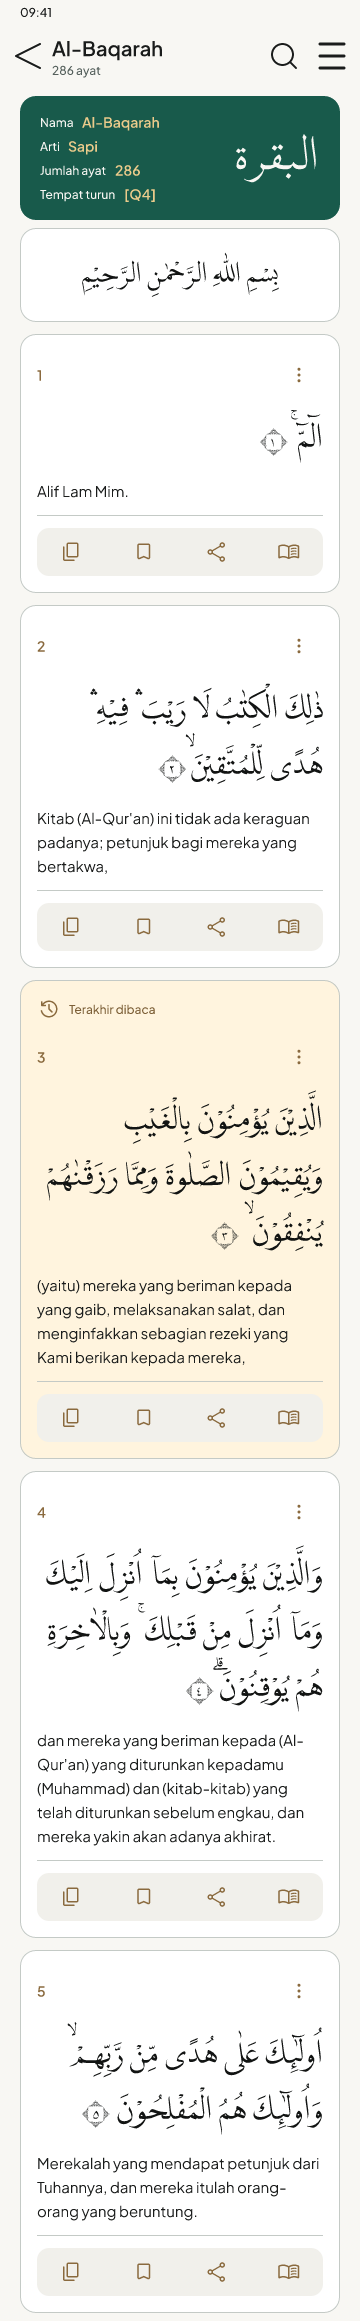 09:41
Al-Baqarah
286 ayat
Nama Al-Baqarah
Arti Sapi
Jumlah ayat 286
Tempat turun [Q4]
البقرة
بِسْمِ اللّٰهِ الرَّحْمٰنِ الرَّحِيْمِ
1
الۤمّۤ ۚ ١
Alif Lam Mim.
2
ذٰلِكَ الْكِتٰبُ لَا رَيْبَ ۛ فِيْهِ ۛ
هُدًى لِّلْمُتَّقِيْنَ ۙ ٢
Kitab (Al-Qur'an) ini tidak ada keraguan
padanya; petunjuk bagi mereka yang
bertakwa,
Terakhir dibaca
3
الَّذِيْنَ يُؤْمِنُوْنَ بِالْغَيْبِ
وَيُقِيْمُوْنَ الصَّلٰوةَ وَمِمَّا رَزَقْنٰهُمْ
يُنْفِقُوْنَ ۙ ٣
(yaitu) mereka yang beriman kepada
yang gaib, melaksanakan salat, dan
menginfakkan sebagian rezeki yang
Kami berikan kepada mereka,
4
وَالَّذِيْنَ يُؤْمِنُوْنَ بِمَآ اُنْزِلَ اِلَيْكَ
وَمَآ اُنْزِلَ مِنْ قَبْلِكَ ۚ وَبِالْاٰخِرَةِ
هُمْ يُوْقِنُوْنَ ۗ ٤
dan mereka yang beriman kepada (Al-
Qur'an) yang diturunkan kepadamu
(Muhammad) dan (kitab-kitab) yang
telah diturunkan sebelum engkau, dan
mereka yakin akan adanya akhirat.
5
اُولٰۤىِٕكَ عَلٰى هُدًى مِّنْ رَّبِّهِمْ ۙ
وَاُولٰۤىِٕكَ هُمُ الْمُفْلِحُوْنَ ٥
Merekalah yang mendapat petunjuk dari
Tuhannya, dan mereka itulah orang-
orang yang beruntung.